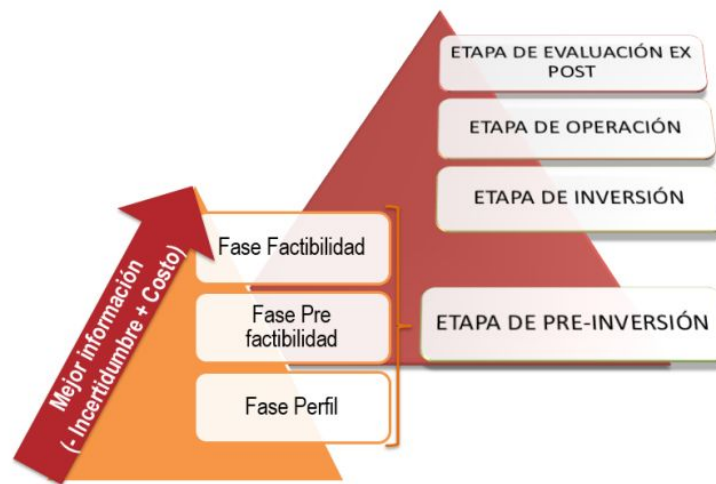 ETAPA DE EVALUACIÓN EX
POST
ETAPA DE OPERACIÓN
ETAPA DE INVERSIÓN
ETAPA DE PRE-INVERSIÓN
Fase Factibilidad
Fase Pre
factibilidad
Fase Perfil
Mejor información
(- Incertidumbre + Costo)